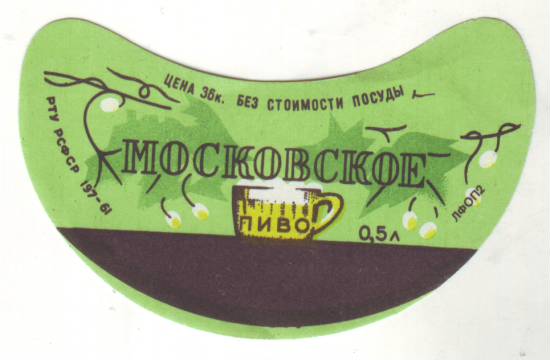 ЦЕНА 36к. БЕЗ СТОИМОСТИ ПОСУДЫ
РТУ РСФСР 197-61
МОСКОВСКОЕ
ПИВО
0,5 л
ЛФОП2